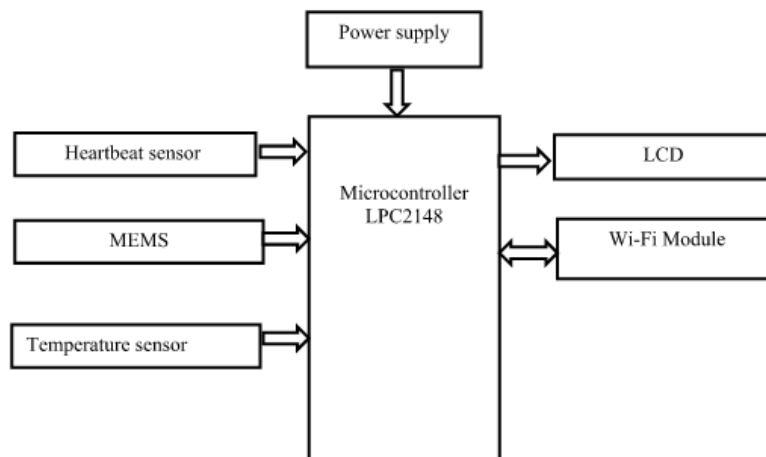 Power supply
Heartbeat sensor
LCD
Microcontroller
LPC2148
MEMS
Wi-Fi Module
Temperature sensor